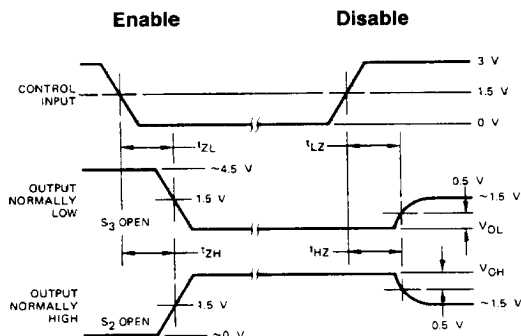 Enable
Disable
CONTROL
INPUT
3 V
1.5 V
0 V
tZL
tLZ
~4.5 V
OUTPUT
NORMALLY
LOW
1.5 V
S3 OPEN
0.5 V
~1.5 V
VOL
tZH
tHZ
VOH
OUTPUT
NORMALLY
HIGH
S2 OPEN
1.5 V
~0 V
~1.5 V
0.5 V